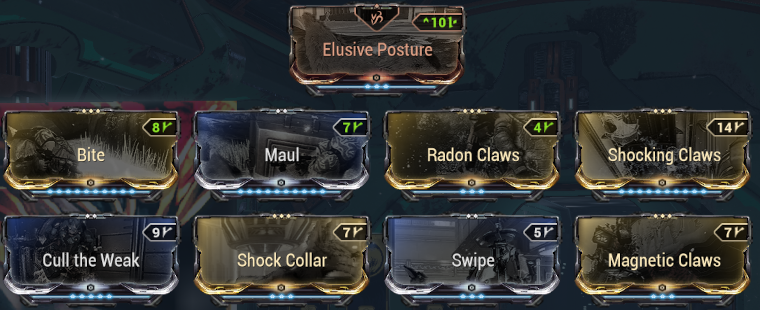 ^101
Elusive Posture
8
7
4
14
Bite
Maul
Radon Claws
Shocking Claws
9
7
5
7
Cull the Weak
Shock Collar
Swipe
Magnetic Claws